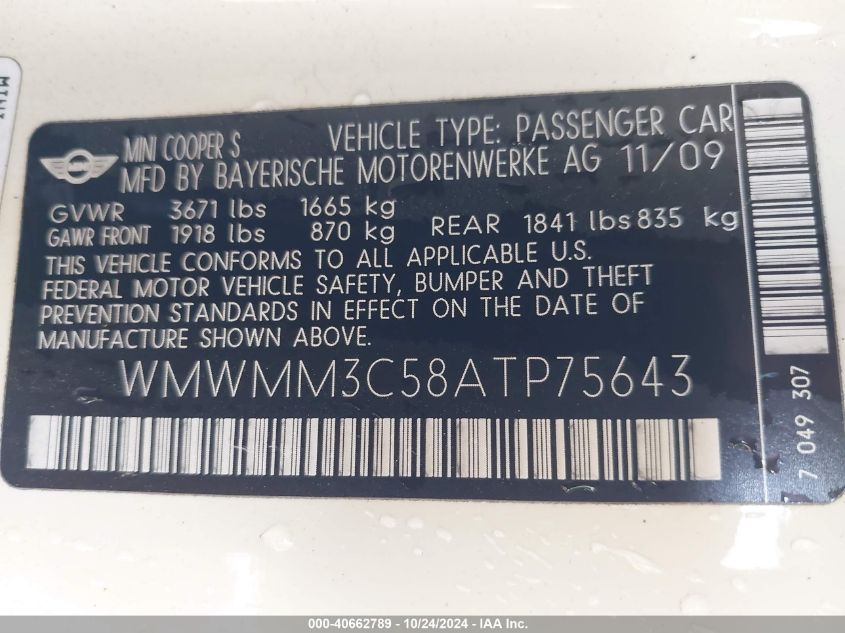 MINI
MINI COOPER S VEHICLE TYPE: PASSENGER CAR
MFD BY BAYERISCHE MOTORENWERKE AG 11/09
GVWR 3671 lbs 1665 kg
GAWR FRONT 1918 lbs 870 kg REAR 1841 lbs 835 kg
THIS VEHICLE CONFORMS TO ALL APPLICABLE U.S.
FEDERAL MOTOR VEHICLE SAFETY, BUMPER AND THEFT
PREVENTION STANDARDS IN EFFECT ON THE DATE OF
MANUFACTURE SHOWN ABOVE.
WMWMM3C58ATP75643
7 049 307
000-40662789 - 10/24/2024 - IAA Inc.